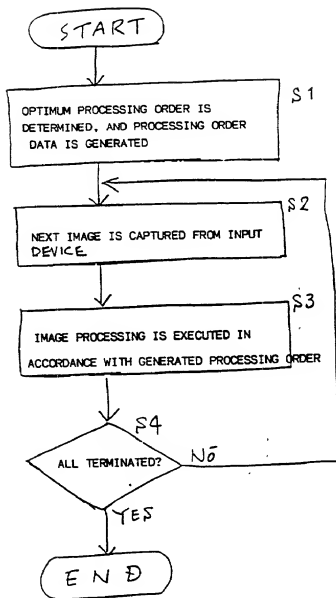 START
S1
OPTIMUM PROCESSING ORDER IS
DETERMINED, AND PROCESSING ORDER
DATA IS GENERATED
S2
NEXT IMAGE IS CAPTURED FROM INPUT
DEVICE
S3
IMAGE PROCESSING IS EXECUTED IN
ACCORDANCE WITH GENERATED PROCESSING ORDER
S4
ALL TERMINATED?
NO
YES
END